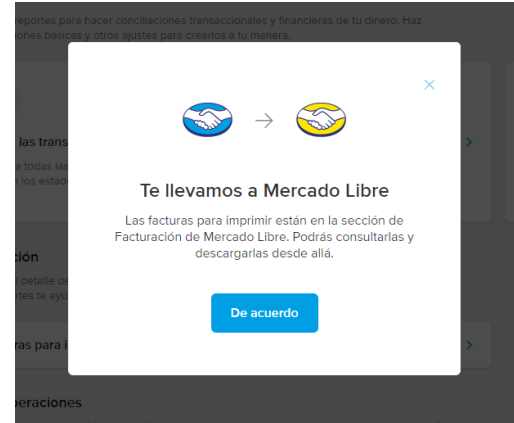 reportes para hacer conciliaciones transaccionales y financieras de tu dinero. Haz
iones básicas y otros ajustes para crearlos a tu manera.
las trans
a todas las
los estad
Te llevamos a Mercado Libre
Las facturas para imprimir están en la sección de
Facturación de Mercado Libre. Podrás consultarlas y
descargarlas desde allá.
ción
l detalle de
rtes te ayu
De acuerdo
ras para i
eraciones